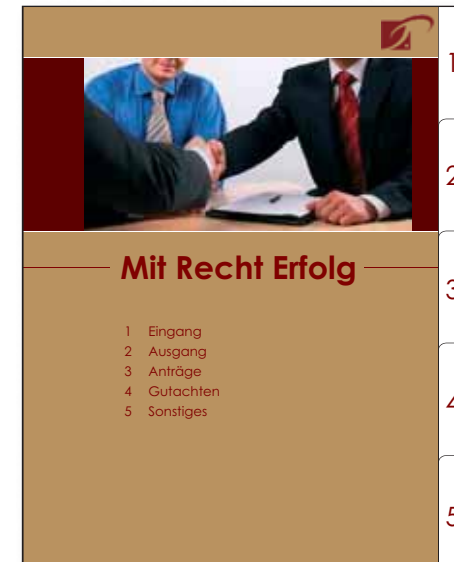 Mit Recht Erfolg
1 Eingang
2 Ausgang
3 Anträge
4 Gutachten
5 Sonstiges
1
2
3
4
5